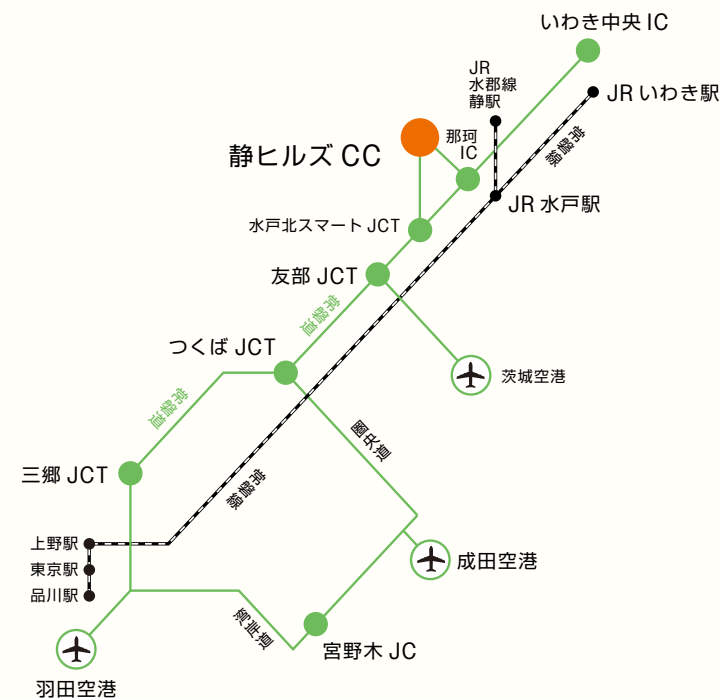 いわき中央 IC
JR
水郡線
静駅
JR いわき駅
常磐線
那珂
IC
静ヒルズ CC
JR 水戸駅
水戸北スマート JCT
友部 JCT
常磐道
つくば JCT
茨城空港
常磐道
圏央道
三郷 JCT
常磐線
上野駅
東京駅
品川駅
成田空港
湾岸道
宮野木 JC
羽田空港